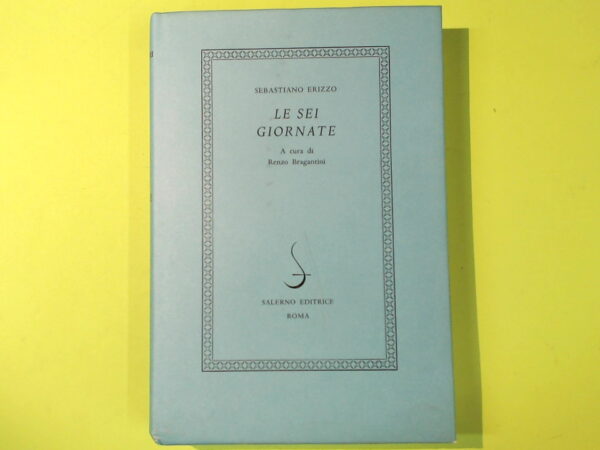 SEBASTIANO ERIZZO
LE SEI
GIORNATE
A cura di
Renzo Bragantini
SALERNO EDITRICE
ROMA